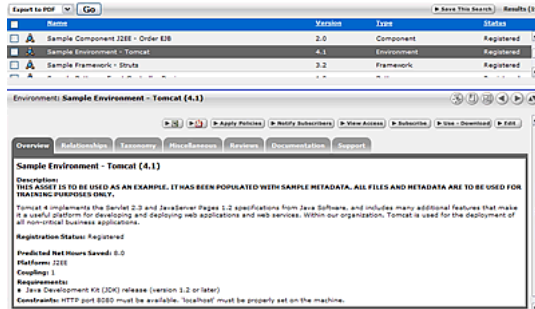 Export to PDF Go Save This Search Results (1
Name Version Type Status
Sample Component J2EE - Order EJB 2.0 Component Registered
Sample Environment - Tomcat 4.1 Environment Registered
Sample Framework - Struts 3.2 Framework Registered
Environment: Sample Environment - Tomcat (4.1)
Apply Policies Notify Subscribers View Access Subscribe Use - Download Edit
Overview Relationships Taxonomy Miscellaneous Reviews Documentation Support
Sample Environment - Tomcat (4.1)
Description:
THIS ASSET IS TO BE USED AS AN EXAMPLE. IT HAS BEEN POPULATED WITH SAMPLE METADATA. ALL FILES AND METADATA ARE TO BE USED FOR
TRAINING PURPOSES ONLY.
Tomcat 4 implements the Servlet 2.3 and JavaServer Pages 1.2 specifications from Java Software, and includes many additional features that make
it a useful platform for developing and deploying web applications and web services. Within our organization, Tomcat is used for the deployment of
all non-critical business applications.
Registration Status: Registered
Predicted Net Hours Saved: 8.0
Platform: J2EE
Coupling: 1
Requirements:
Java Development Kit (JDK) release (version 1.2 or later)
Constraints: HTTP port 8080 must be available. 'localhost' must be properly set on the machine.